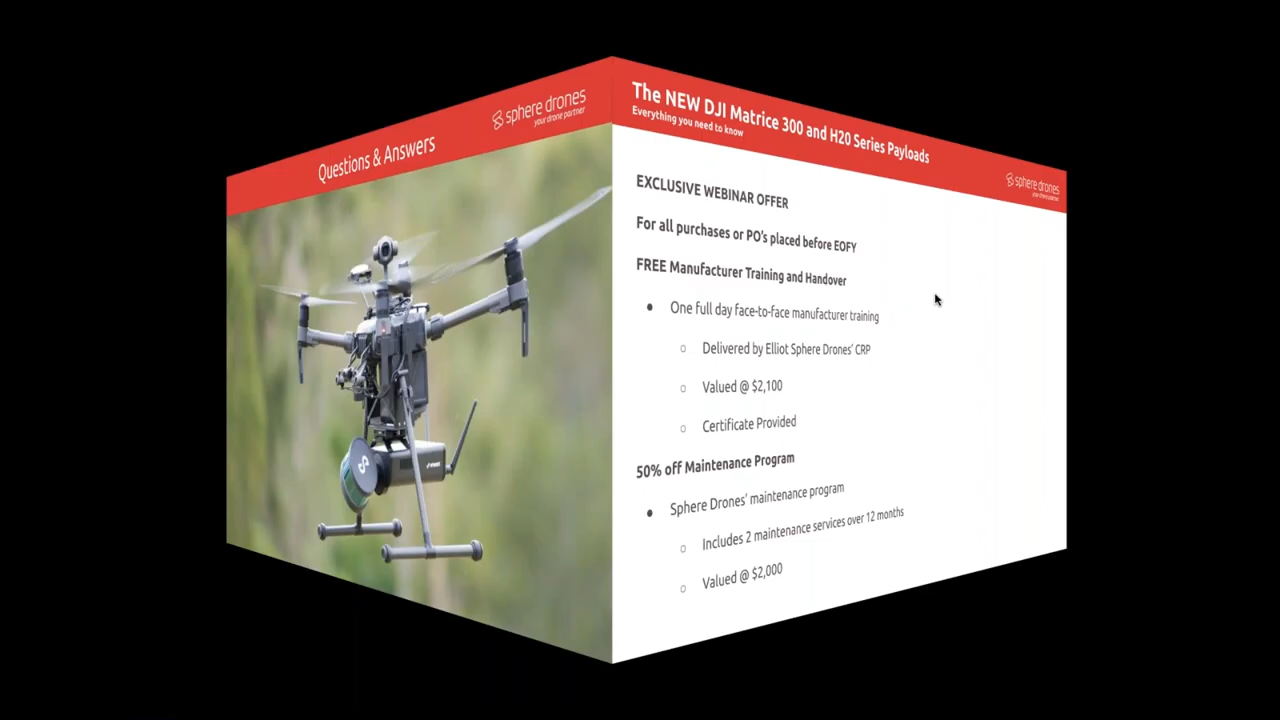 Questions & Answers
sphere drones
your drone partner
The NEW DJI Matrice 300 and H20 Series Payloads
Everything you need to know
sphere drones
your drone partner
EXCLUSIVE WEBINAR OFFER
For all purchases or PO's placed before EOFY
FREE Manufacturer Training and Handover
● One full day face-to-face manufacturer training
○ Delivered by Elliot Sphere Drones' CRP
○ Valued @ $2,100
○ Certificate Provided
50% off Maintenance Program
● Sphere Drones' maintenance program
○ Includes 2 maintenance services over 12 months
○ Valued @ $2,000